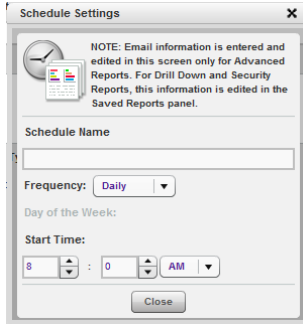 Schedule Settings
NOTE: Email information is entered and
edited in this screen only for Advanced
Reports. For Drill Down and Security
Reports, this information is edited in the
Saved Reports panel.
Schedule Name
Frequency: Daily
Day of the Week:
Start Time:
8 : 0 AM
Close